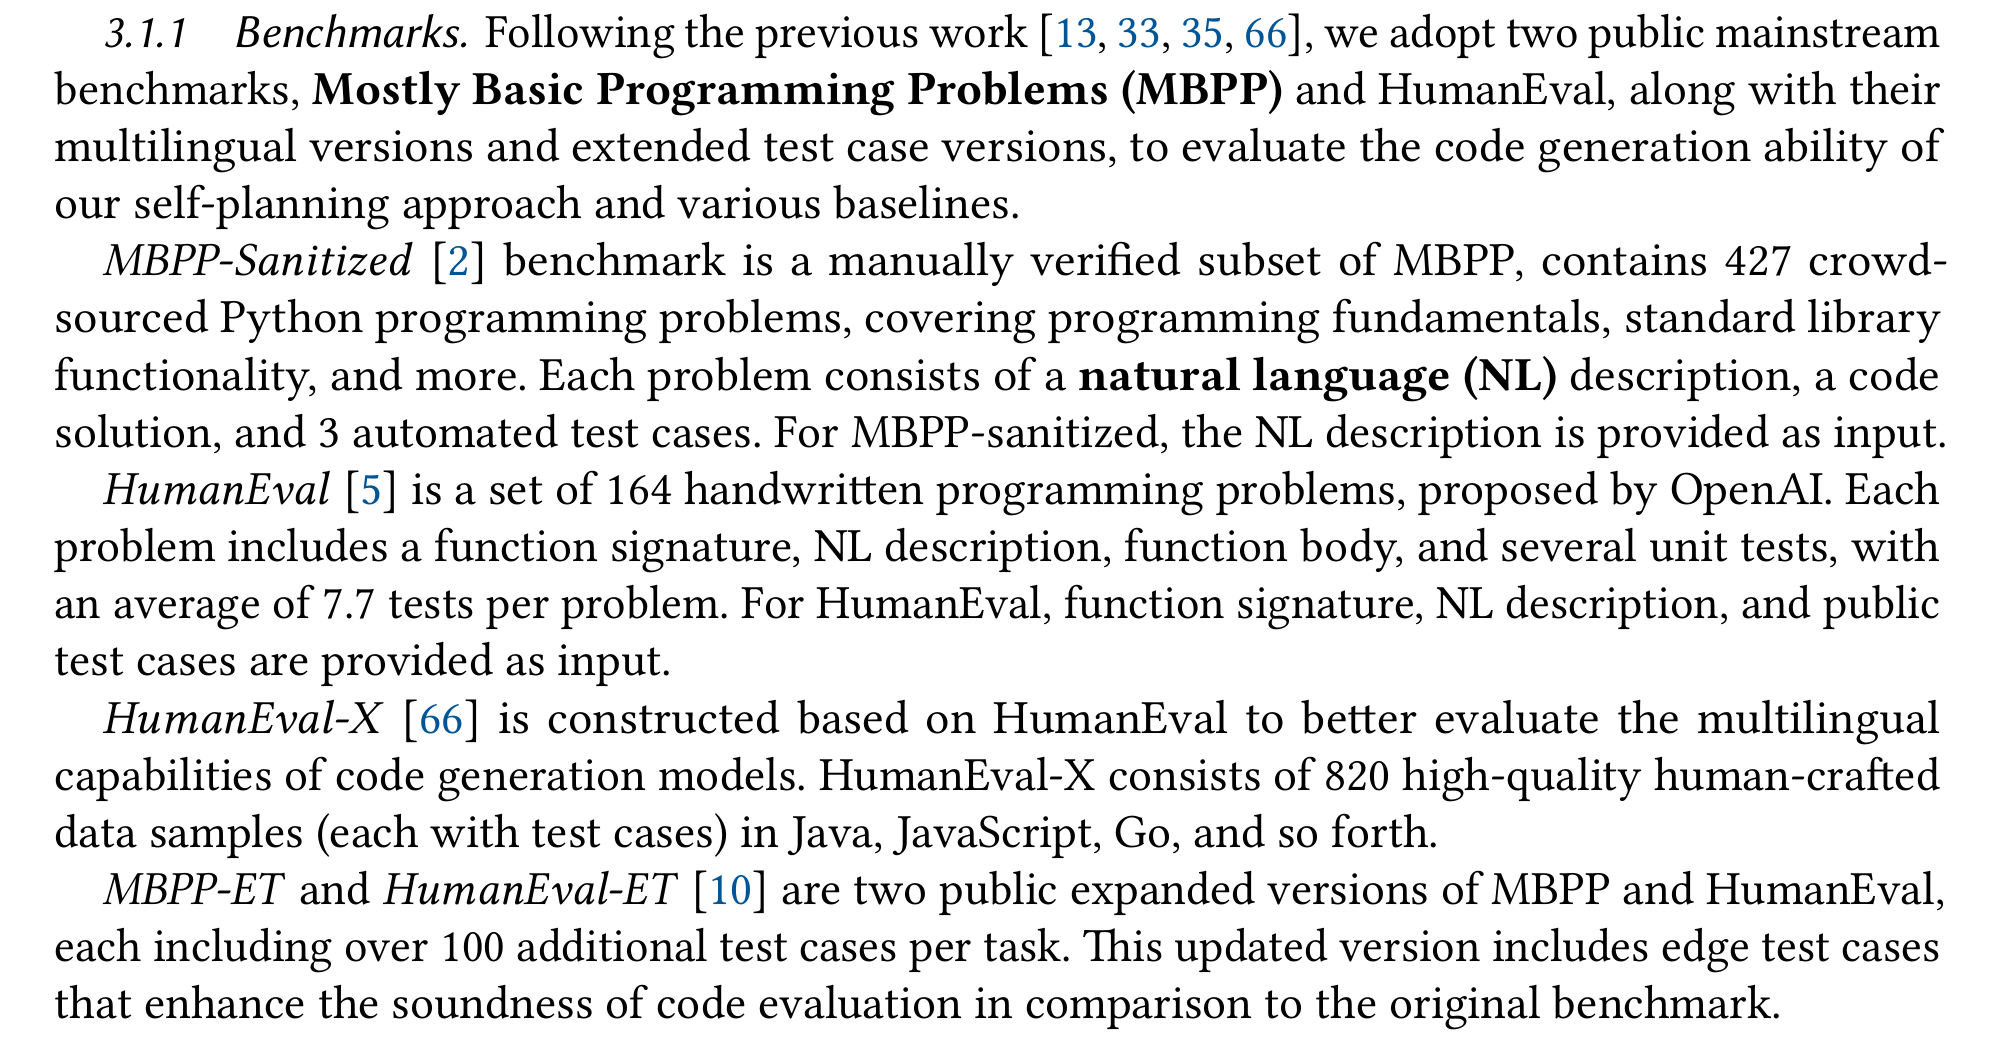 3.1.1 Benchmarks. Following the previous work [13, 33, 35, 66], we adopt two public mainstream
benchmarks, Mostly Basic Programming Problems (MBPP) and HumanEval, along with their
multilingual versions and extended test case versions, to evaluate the code generation ability of
our self-planning approach and various baselines.
MBPP-Sanitized [2] benchmark is a manually verified subset of MBPP, contains 427 crowd-
sourced Python programming problems, covering programming fundamentals, standard library
functionality, and more. Each problem consists of a natural language (NL) description, a code
solution, and 3 automated test cases. For MBPP-sanitized, the NL description is provided as input.
HumanEval [5] is a set of 164 handwritten programming problems, proposed by OpenAI. Each
problem includes a function signature, NL description, function body, and several unit tests, with
an average of 7.7 tests per problem. For HumanEval, function signature, NL description, and public
test cases are provided as input.
HumanEval-X [66] is constructed based on HumanEval to better evaluate the multilingual
capabilities of code generation models. HumanEval-X consists of 820 high-quality human-crafted
data samples (each with test cases) in Java, JavaScript, Go, and so forth.
MBPP-ET and HumanEval-ET [10] are two public expanded versions of MBPP and HumanEval,
each including over 100 additional test cases per task. This updated version includes edge test cases
that enhance the soundness of code evaluation in comparison to the original benchmark.